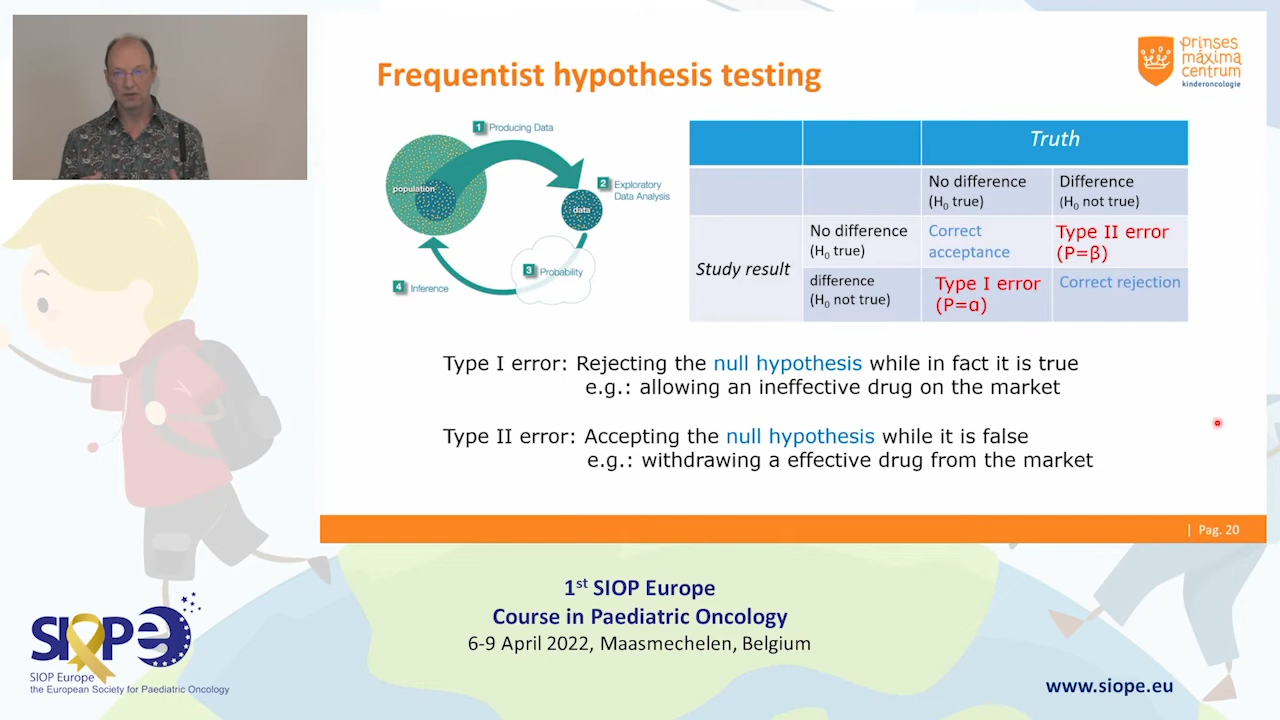 Frequentist hypothesis testing
prinses
máxima
centrum
kinderoncologie
1 Producing Data
population
2 Exploratory
Data Analysis
data
3 Probability
4 Inference
Truth
No difference
(H₀ true)
Difference
(H₀ not true)
Study result
No difference
(H₀ true)
Correct
acceptance
Type II error
(P=β)
difference
(H₀ not true)
Type I error
(P=α)
Correct rejection
Type I error: Rejecting the null hypothesis while in fact it is true
e.g.: allowing an ineffective drug on the market
Type II error: Accepting the null hypothesis while it is false
e.g.: withdrawing a effective drug from the market
| Pag. 20
1st SIOP Europe
Course in Paediatric Oncology
6-9 April 2022, Maasmechelen, Belgium
SIOPe
SIOP Europe
the European Society for Paediatric Oncology
www.siope.eu